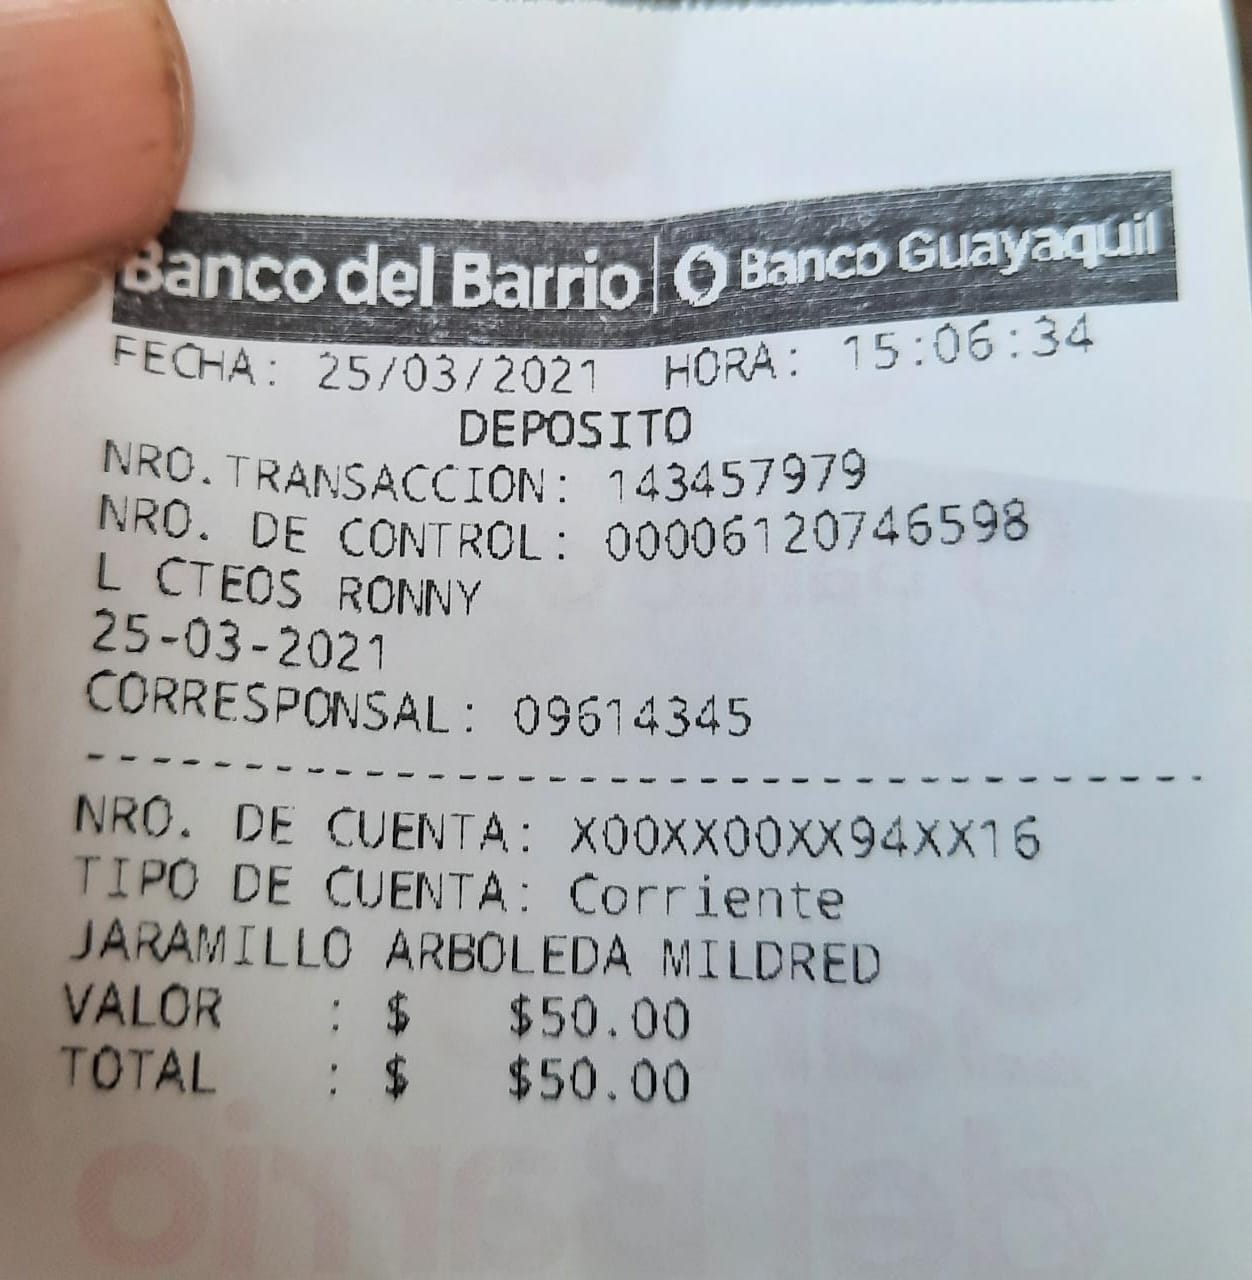 Banco del Barrio | Banco Guayaquil
FECHA: 25/03/2021 HORA: 15:06:34
DEPOSITO
NRO.TRANSACCION: 143457979
NRO. DE CONTROL: 00006120746598
L CTEOS RONNY
25-03-2021
CORRESPONSAL: 09614345
NRO. DE CUENTA: X00XX00XX94XX16
TIPO DE CUENTA: Corriente
JARAMILLO ARBOLEDA MILDRED
VALOR : $ $50.00
TOTAL : $ $50.00